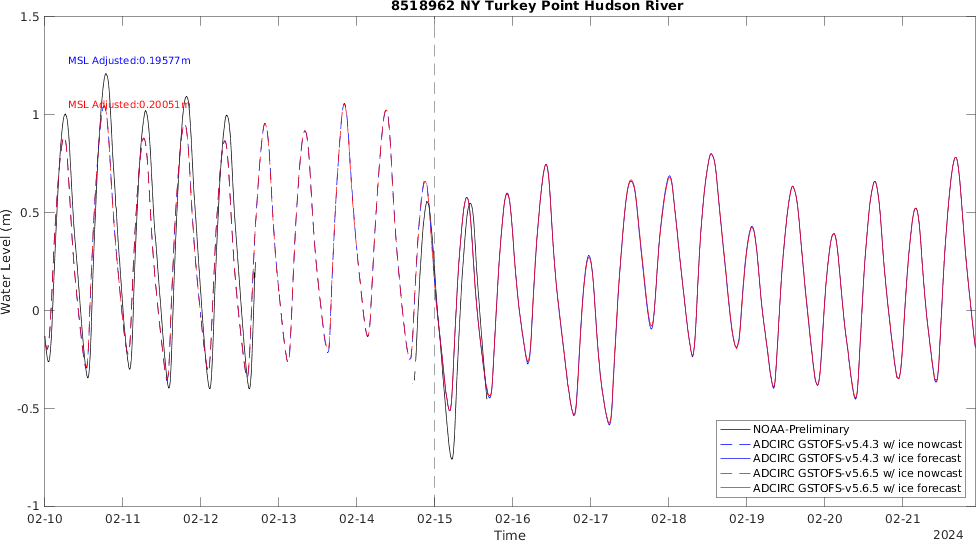 8518962 NY Turkey Point Hudson River
1.5
MSL Adjusted:0.19577m
MSL Adjusted:0.20051m
1
0.5
Water Level (m)
0
-0.5
-1
NOAA-Preliminary
ADCIRC GSTOFS-v5.4.3 w/ ice nowcast
ADCIRC GSTOFS-v5.4.3 w/ ice forecast
ADCIRC GSTOFS-v5.6.5 w/ ice nowcast
ADCIRC GSTOFS-v5.6.5 w/ ice forecast
02-10 02-11 02-12 02-13 02-14 02-15 02-16 02-17 02-18 02-19 02-20 02-21
Time
2024